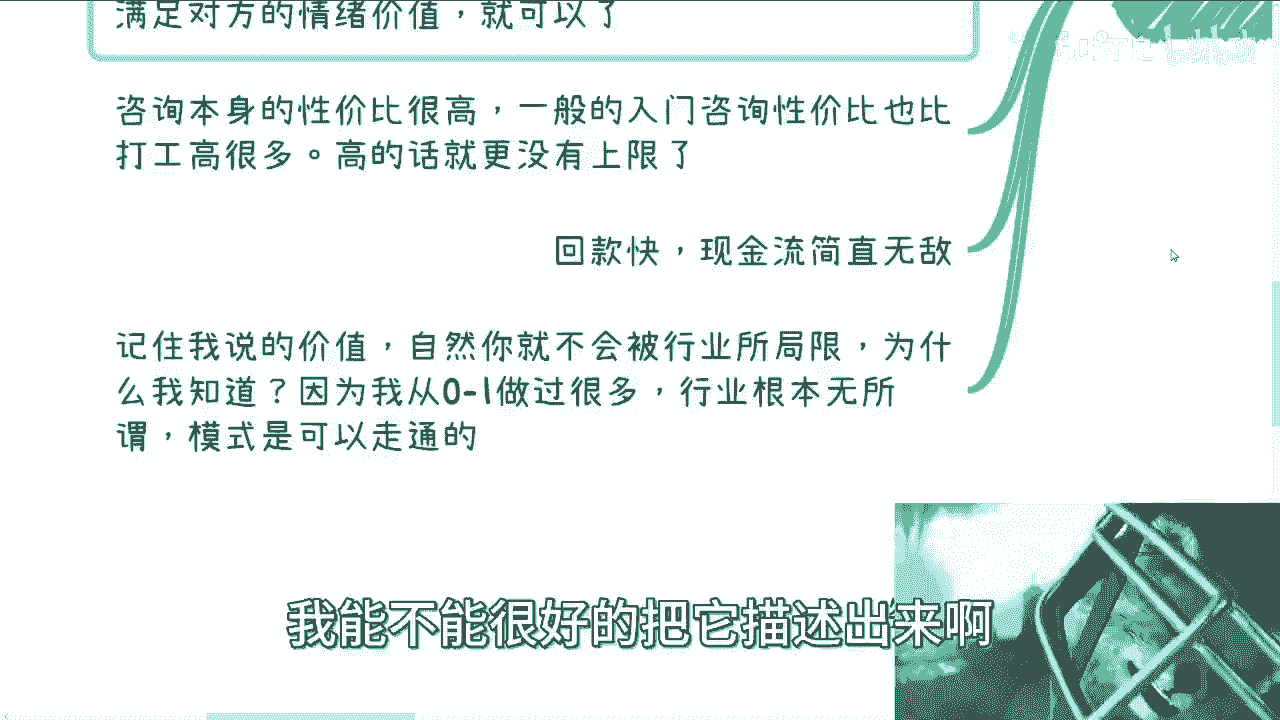 满足对方的情绪价值，就可以了
咨询本身的性价比很高，一般的入门咨询性价比也比
打工高很多。高的话就更没有上限了
回款快，现金流简直无敌
记住我说的价值，自然你就不会被行业所局限，为什
么我知道？因为我从0-1做过很多，行业根本无所
谓，模式是可以走通的
我能不能很好的把它描述出来啊